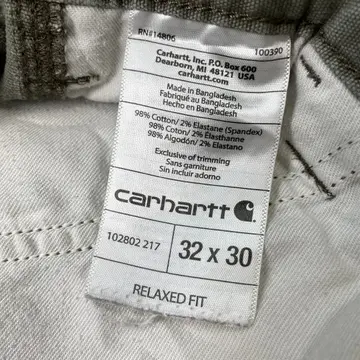 RN#14806
100390
Carhartt, Inc. P.O. Box 600
Dearborn, MI 48121 USA
carhartt.com
Made in Bangladesh
Fabriqué au Bangladesh
Hecho en Bangladesh
98% Cotton/ 2% Elastane (Spandex)
98% Coton/ 2% Élasthanne
98% Algodón/ 2% Elastano
Exclusive of trimming
Sans garniture
Sin incluir adorno
carhartt
102802 217
32 x 30
RELAXED FIT